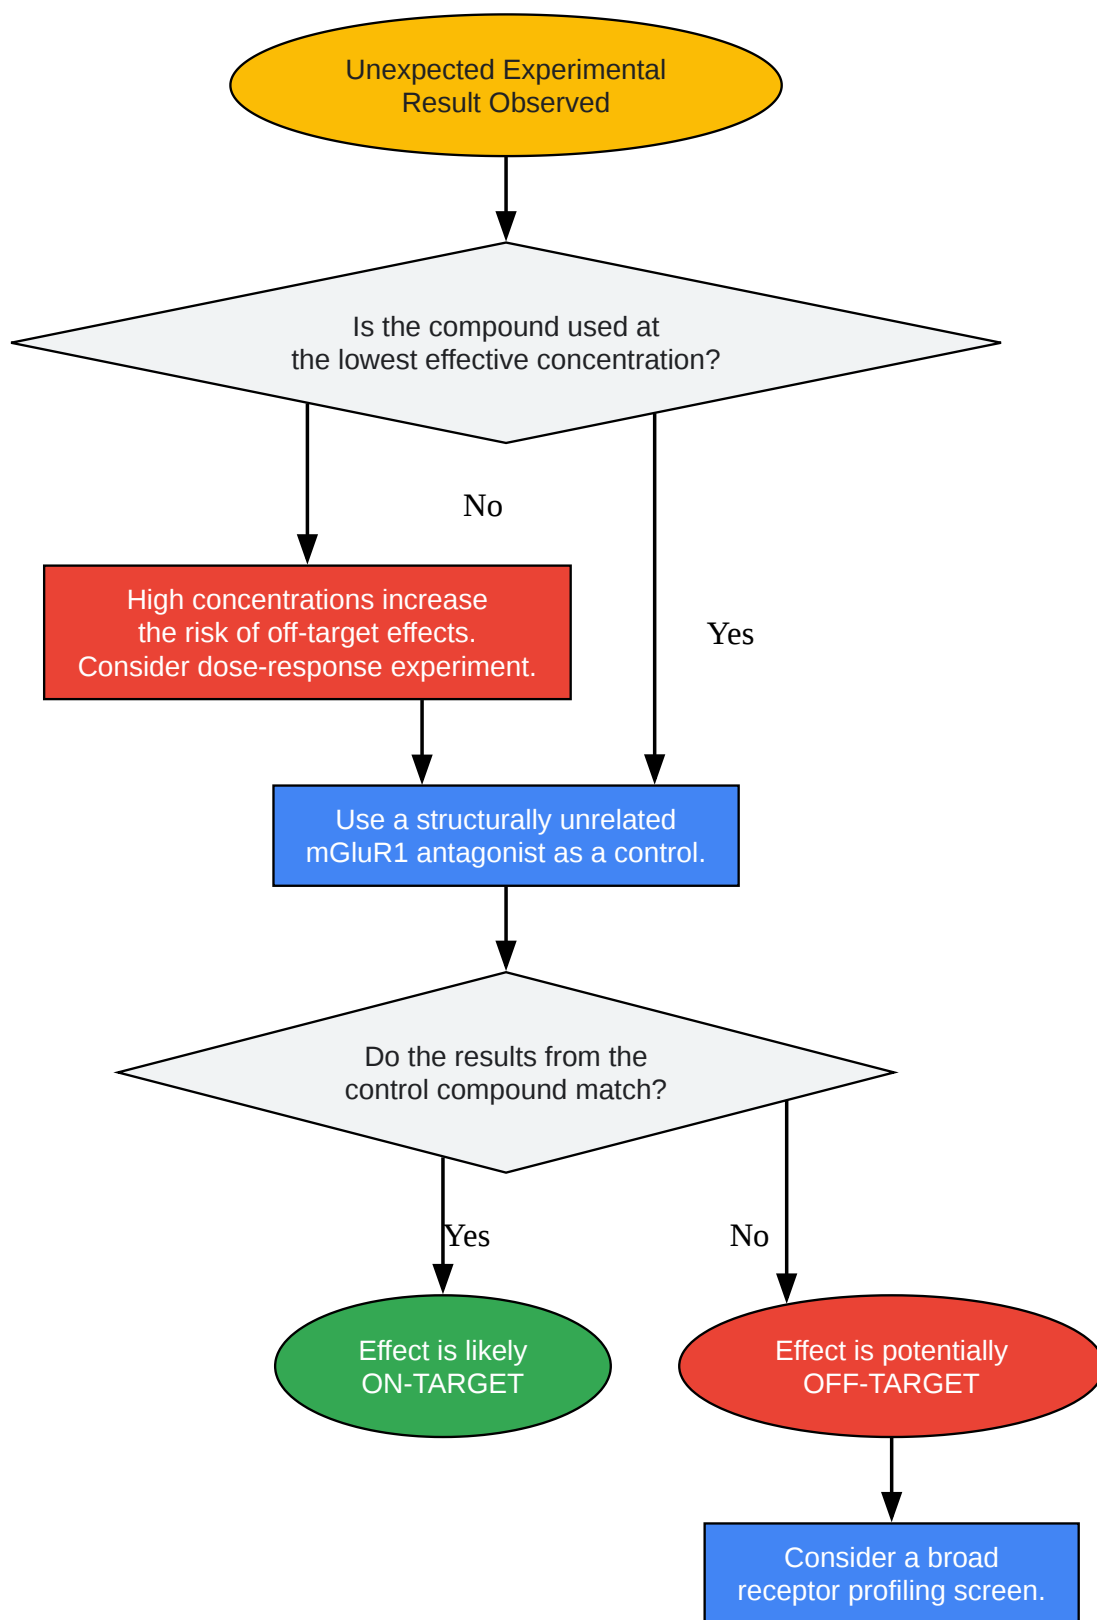 Unexpected Experimental
Result Observed
Is the compound used at
the lowest effective concentration?
No
High concentrations increase
the risk of off-target effects.
Consider dose-response experiment.
Yes
Use a structurally unrelated
mGluR1 antagonist as a control.
Do the results from the
control compound match?
Yes
No
Effect is likely
ON-TARGET
Effect is potentially
OFF-TARGET
Consider a broad
receptor profiling screen.